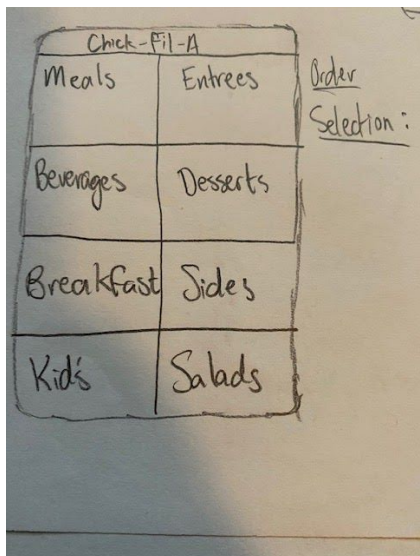 Chick-Fil-A
Meals Entrees
Beverages Desserts
Breakfast Sides
Kid's Salads
Order
Selection: